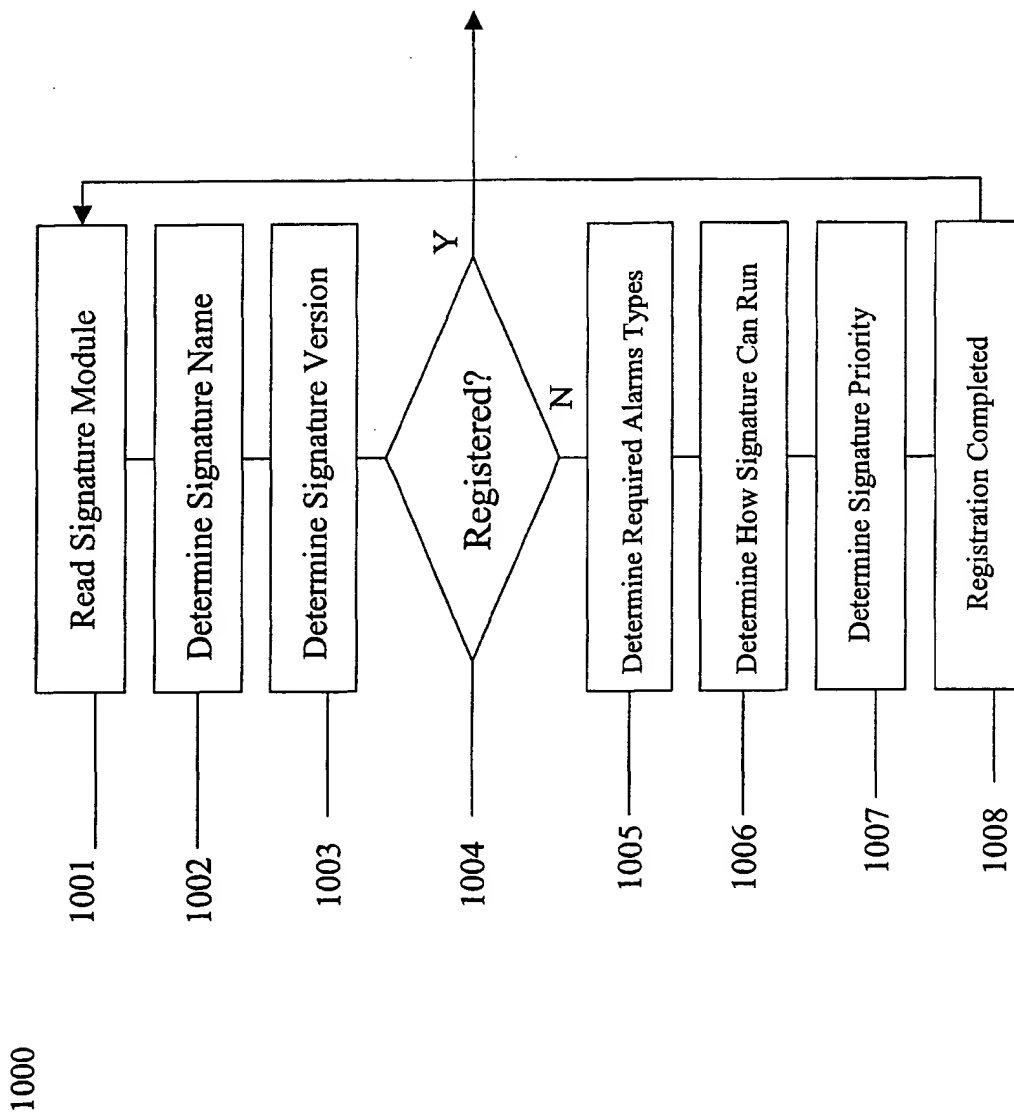 1000
1001
Read Signature Module
1002
Determine Signature Name
1003
Determine Signature Version
1004
Registered?
Y
N
1005
Determine Required Alarms Types
1006
Determine How Signature Can Run
1007
Determine Signature Priority
1008
Registration Completed